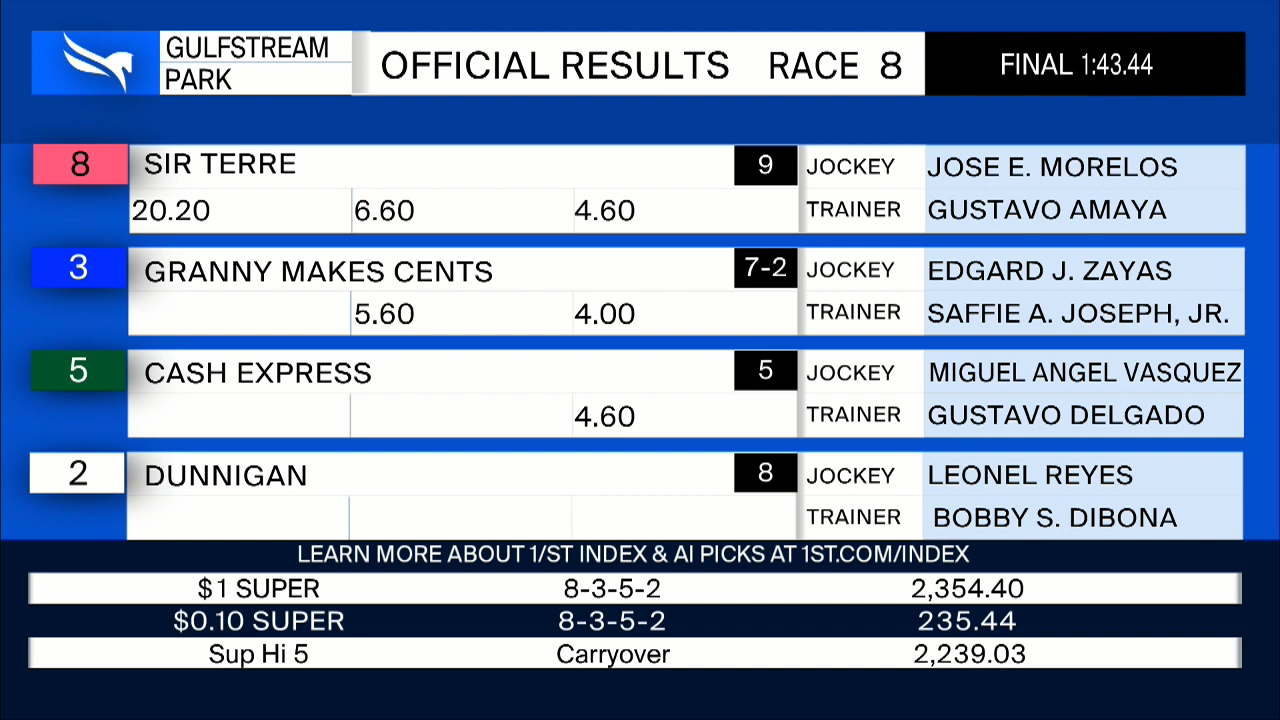 GULFSTREAM PARK OFFICIAL RESULTS RACE 8 FINAL 1:43.44
8 SIR TERRE 9 JOCKEY JOSE E. MORELOS
20.20 6.60 4.60 TRAINER GUSTAVO AMAYA
3 GRANNY MAKES CENTS 7-2 JOCKEY EDGARD J. ZAYAS
5.60 4.00 TRAINER SAFFIE A. JOSEPH, JR.
5 CASH EXPRESS 5 JOCKEY MIGUEL ANGEL VASQUEZ
4.60 TRAINER GUSTAVO DELGADO
2 DUNNIGAN 8 JOCKEY LEONEL REYES
TRAINER BOBBY S. DIBONA
LEARN MORE ABOUT 1/ST INDEX & AI PICKS AT 1ST.COM/INDEX
$1 SUPER 8-3-5-2 2,354.40
$0.10 SUPER 8-3-5-2 235.44
Sup Hi 5 Carryover 2,239.03